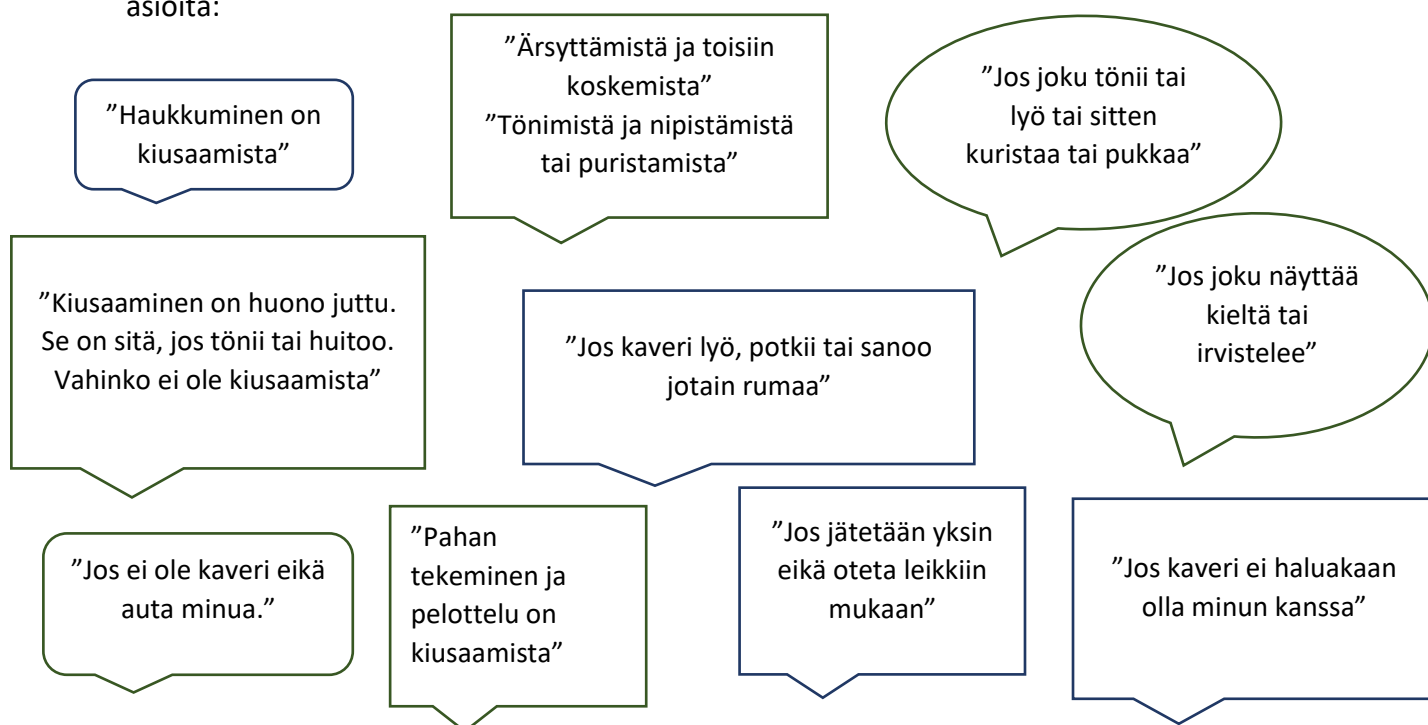 asioita:
”Haukkuminen on
kiusaamista”
”Ärsyttämistä ja toisiin
koskemista”
”Tönimistä ja nipistämistä
tai puristamista”
”Jos joku tönii tai
lyö tai sitten
kuristaa tai pukkaa”
”Kiusaaminen on huono juttu.
Se on sitä, jos tönii tai huitoo.
Vahinko ei ole kiusaamista”
”Jos kaveri lyö, potkii tai sanoo
jotain rumaa”
”Jos joku näyttää
kieltä tai
irvistelee”
”Jos ei ole kaveri eikä
auta minua.”
”Pahan
tekeminen ja
pelottelu on
kiusaamista”
”Jos jätetään yksin
eikä oteta leikkiin
mukaan”
”Jos kaveri ei haluakaan
olla minun kanssa”